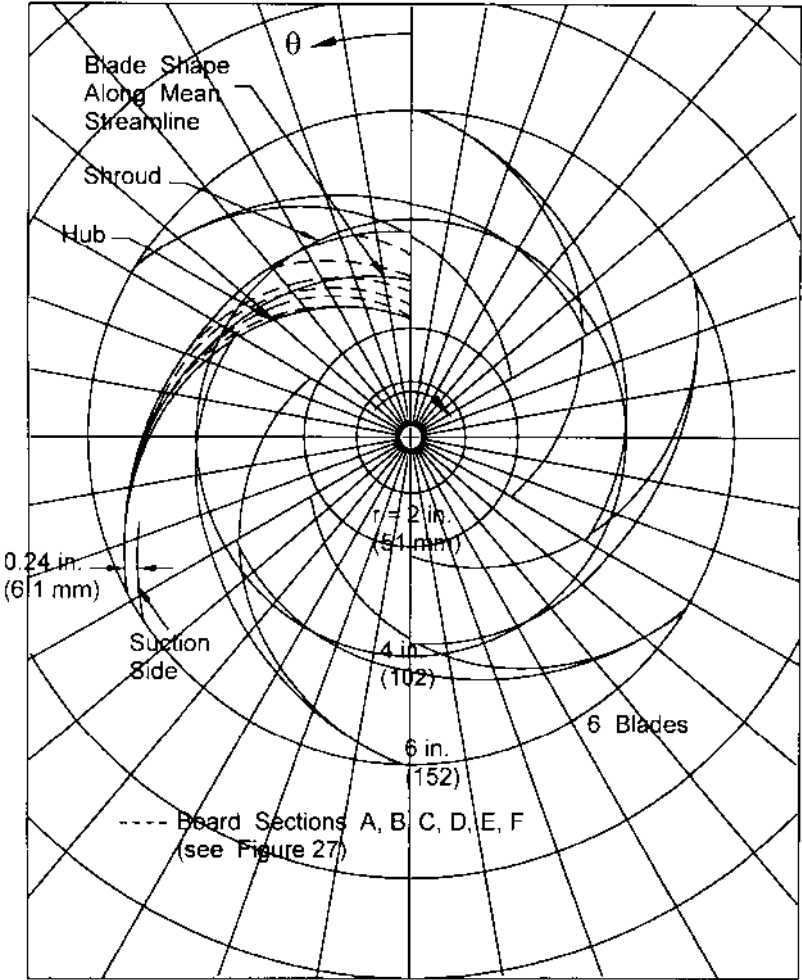 θ
Blade Shape
Along Mean
Streamline
Shroud
Hub
r = 2 in.
(51 mm)
0.24 in.
(6.1 mm)
Suction
Side
4 in.
(102)
6 Blades
6 in.
(152)
---- Board Sections A, B, C, D, E, F
(see Figure 27)